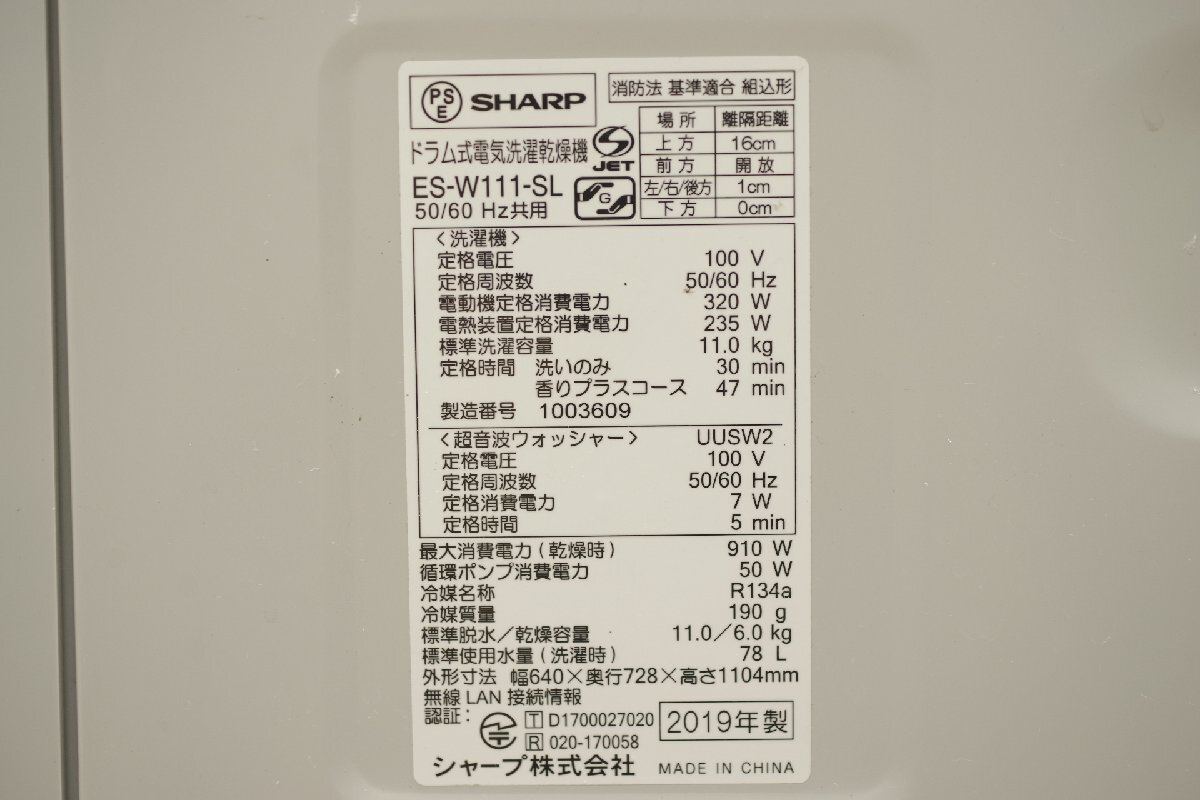 PSE SHARP
消防法 基準適合 組込形
場所 離隔距離
上方 16cm
前方 開放
左/右/後方 1cm
下方 0cm
ドラム式電気洗濯乾燥機
S JET
ES-W111-SL
50/60 Hz共用
G
〈洗濯機〉
定格電圧 100 V
定格周波数 50/60 Hz
電動機定格消費電力 320 W
電熱装置定格消費電力 235 W
標準洗濯容量 11.0 kg
定格時間 洗いのみ 30 min
香りプラスコース 47 min
製造番号 1003609
〈超音波ウォッシャー〉 UUSW2
定格電圧 100 V
定格周波数 50/60 Hz
定格消費電力 7 W
定格時間 5 min
最大消費電力(乾燥時) 910 W
循環ポンプ消費電力 50 W
冷媒名称 R134a
冷媒質量 190 g
標準脱水/乾燥容量 11.0/6.0 kg
標準使用水量(洗濯時) 78 L
外形寸法 幅640×奥行728×高さ1104mm
無線LAN接続情報
認証: T D1700027020
R 020-170058
2019年製
シャープ株式会社 MADE IN CHINA